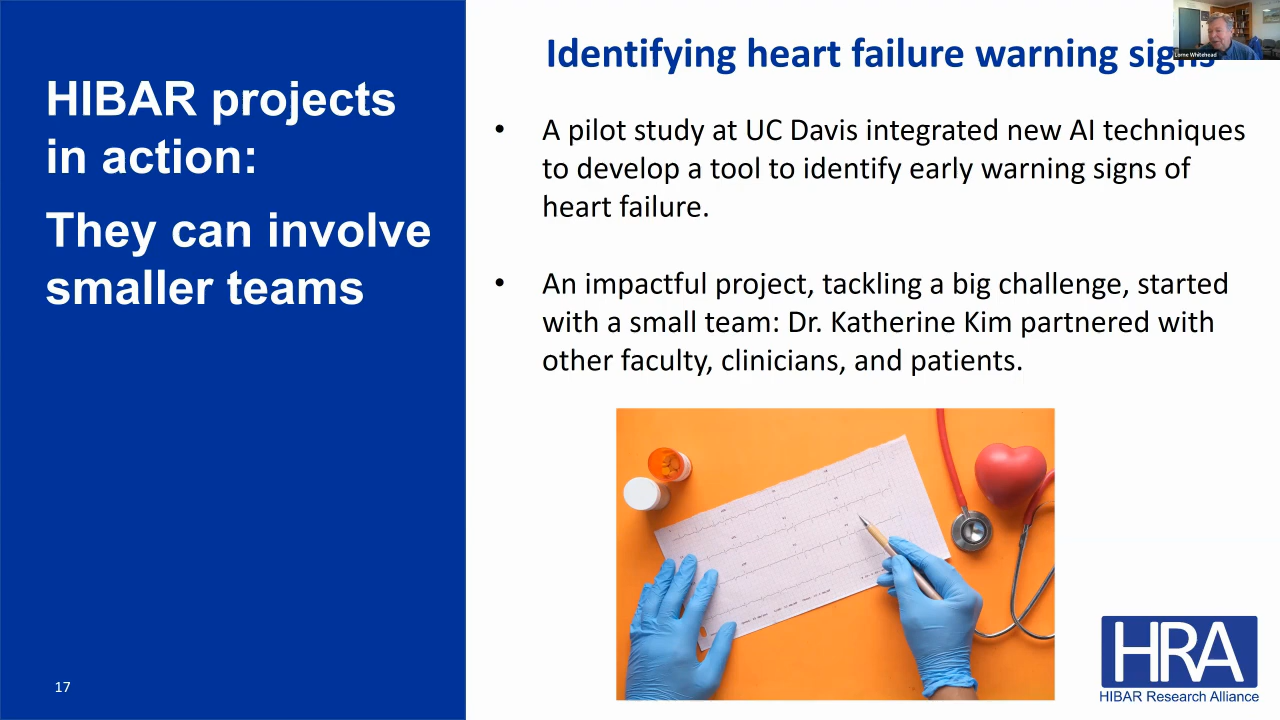 HIBAR projects
in action:
They can involve
smaller teams
17
Identifying heart failure warning signs
Lorne Whitehead
• A pilot study at UC Davis integrated new AI techniques
to develop a tool to identify early warning signs of
heart failure.
• An impactful project, tackling a big challenge, started
with a small team: Dr. Katherine Kim partnered with
other faculty, clinicians, and patients.
HRA
HIBAR Research Alliance